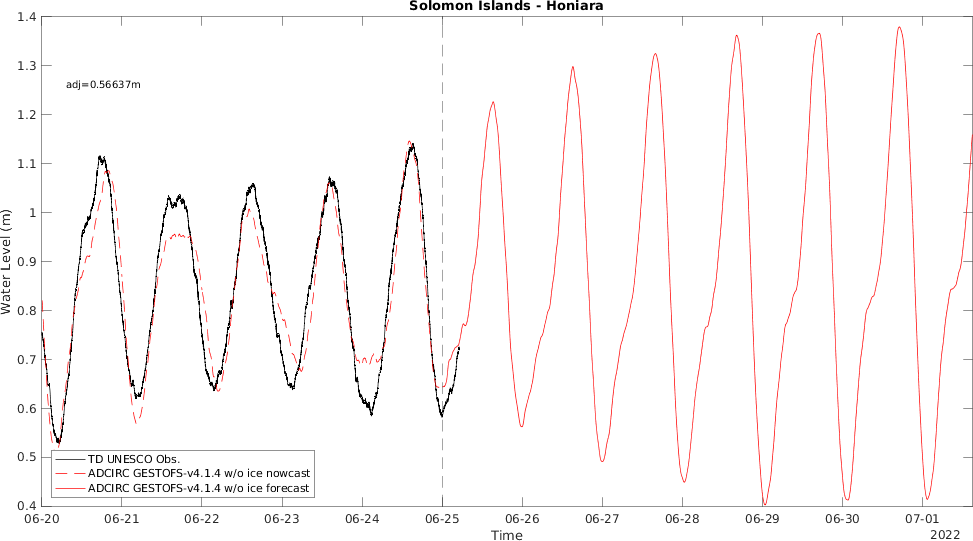 Solomon Islands - Honiara
adj=0.56637m
Water Level (m)
1.4
1.3
1.2
1.1
1
0.9
0.8
0.7
0.6
0.5
0.4
TD UNESCO Obs.
ADCIRC GESTOFS-v4.1.4 w/o ice nowcast
ADCIRC GESTOFS-v4.1.4 w/o ice forecast
06-20 06-21 06-22 06-23 06-24 06-25 06-26 06-27 06-28 06-29 06-30 07-01
Time
2022